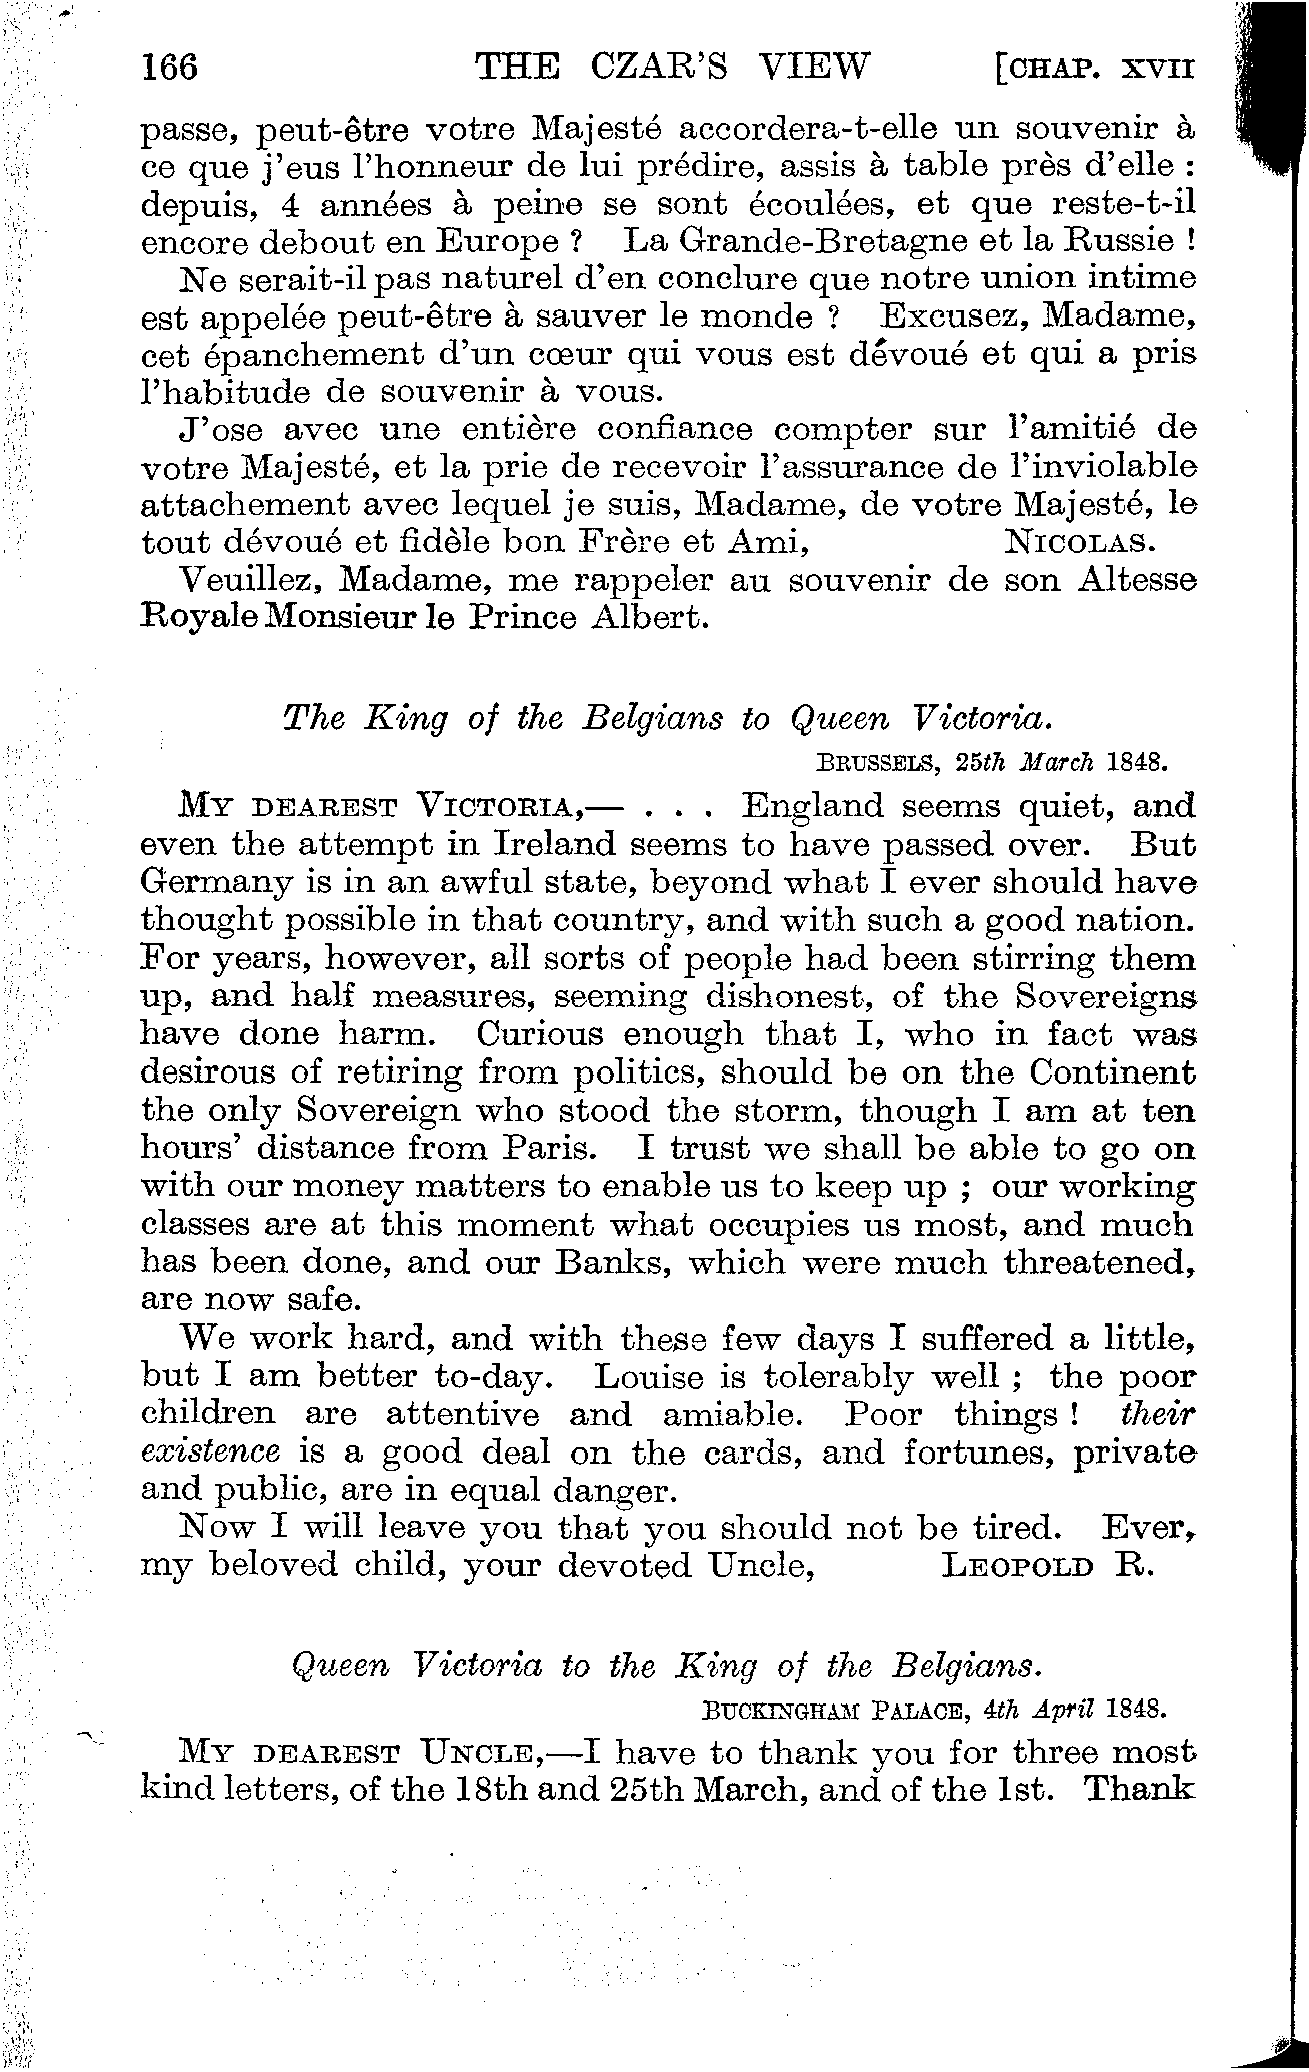 166 THE CZAR'S VIEW [CHAP. XVII
passe, peut-être votre Majesté accordera-t-elle un souvenir à
ce que j'eus l'honneur de lui prédire, assis à table près d'elle :
depuis, 4 années à peine se sont écoulées, et que reste-t-il
encore debout en Europe ? La Grande-Bretagne et la Russie !
Ne serait-il pas naturel d'en conclure que notre union intime
est appelée peut-être à sauver le monde ? Excusez, Madame,
cet épanchement d'un cœur qui vous est dévoué et qui a pris
l'habitude de souvenir à vous.
J'ose avec une entière confiance compter sur l'amitié de
votre Majesté, et la prie de recevoir l'assurance de l'inviolable
attachement avec lequel je suis, Madame, de votre Majesté, le
tout dévoué et fidèle bon Frère et Ami, NICOLAS.
Veuillez, Madame, me rappeler au souvenir de son Altesse
Royale Monsieur le Prince Albert.
The King of the Belgians to Queen Victoria.
BRUSSELS, 25th March 1848.
MY DEAREST VICTORIA,— . . . England seems quiet, and
even the attempt in Ireland seems to have passed over. But
Germany is in an awful state, beyond what I ever should have
thought possible in that country, and with such a good nation.
For years, however, all sorts of people had been stirring them
up, and half measures, seeming dishonest, of the Sovereigns
have done harm. Curious enough that I, who in fact was
desirous of retiring from politics, should be on the Continent
the only Sovereign who stood the storm, though I am at ten
hours' distance from Paris. I trust we shall be able to go on
with our money matters to enable us to keep up ; our working
classes are at this moment what occupies us most, and much
has been done, and our Banks, which were much threatened,
are now safe.
We work hard, and with these few days I suffered a little,
but I am better to-day. Louise is tolerably well ; the poor
children are attentive and amiable. Poor things ! their
existence is a good deal on the cards, and fortunes, private
and public, are in equal danger.
Now I will leave you that you should not be tired. Ever,
my beloved child, your devoted Uncle, LEOPOLD R.
Queen Victoria to the King of the Belgians.
BUCKINGHAM PALACE, 4th April 1848.
MY DEAREST UNCLE,—I have to thank you for three most
kind letters, of the 18th and 25th March, and of the 1st. Thank